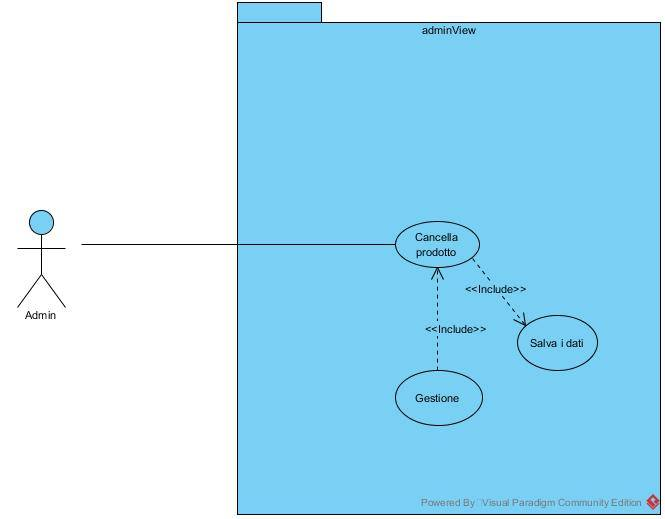 adminView
Cancella
prodotto
<<Include>>
Admin
<<Include>>
Salva i dati
Gestione
Powered By Visual Paradigm Community Edition